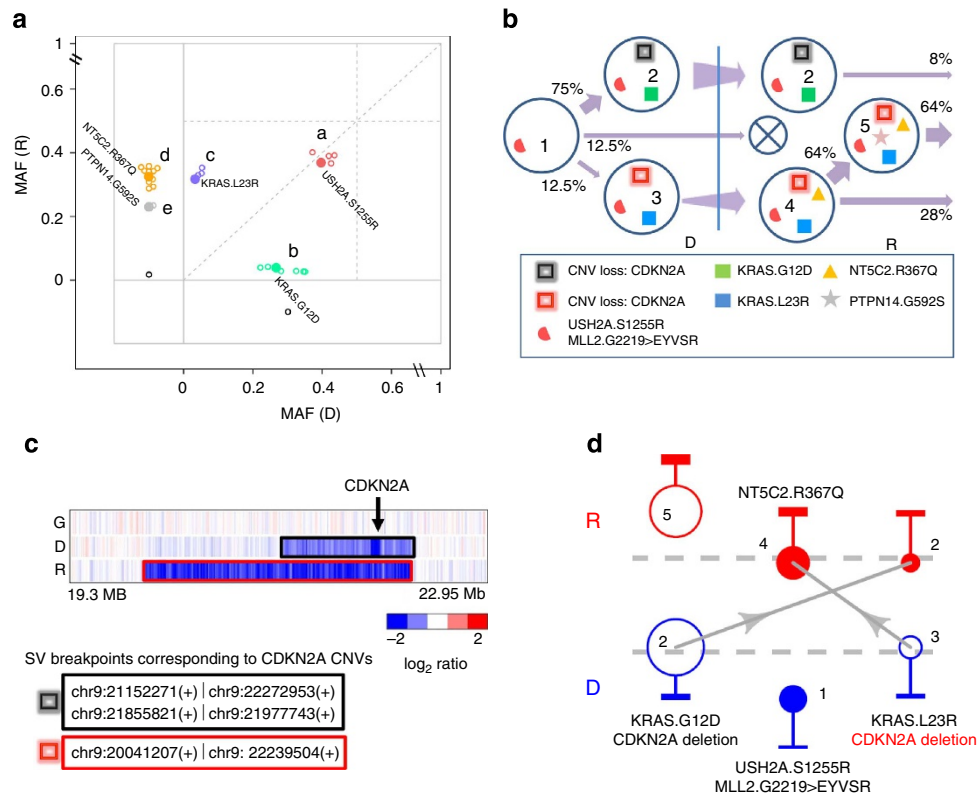 a
1
0.6
0.4
0.2
0
MAF (R)
NT5C2.R367Q
PTPN14.G592S
d
e
c
KRAS.L23R
a
USH2A.S1255R
b
KRAS.G12D
0
0.2
0.4
0.6
1
MAF (D)
b
75%
12.5%
12.5%
1
2
3
2
4
5
8%
64%
64%
28%
D
R
CNV loss: CDKN2A
KRAS.G12D
NT5C2.R367Q
CNV loss: CDKN2A
KRAS.L23R
PTPN14.G592S
USH2A.S1255R
MLL2.G2219>EYVSR
c
CDKN2A
G
D
R
19.3 MB
22.95 Mb
–2
2
log2 ratio
SV breakpoints corresponding to CDKN2A CNVs
chr9:21152271(+) | chr9:22272953(+)
chr9:21855821(+) | chr9:21977743(+)
chr9:20041207(+) | chr9: 22239504(+)
d
NT5C2.R367Q
R
5
4
2
D
2
3
1
KRAS.G12D
CDKN2A deletion
KRAS.L23R
CDKN2A deletion
USH2A.S1255R
MLL2.G2219>EYVSR